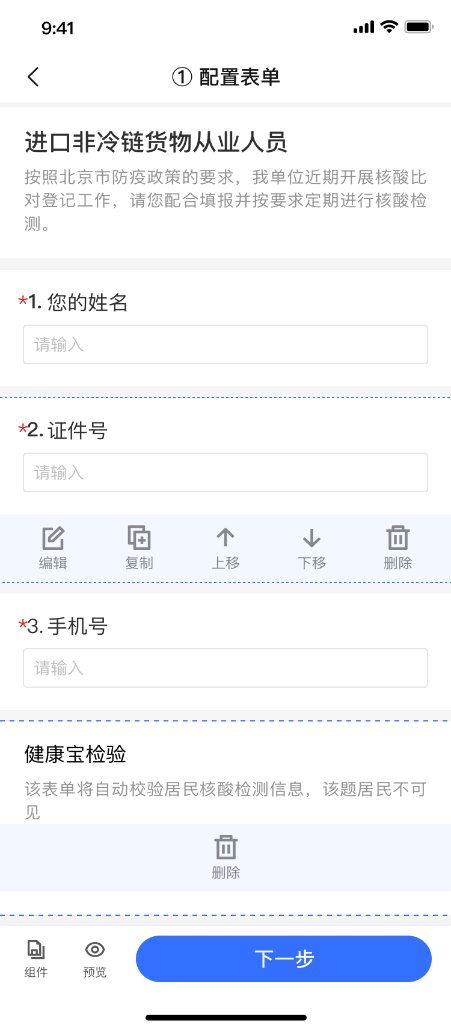 9:41
① 配置表单
进口非冷链货物从业人员
按照北京市防疫政策的要求，我单位近期开展核酸比
对登记工作，请您配合填报并按要求定期进行核酸检
测。
*1. 您的姓名
请输入
*2. 证件号
请输入
编辑 复制 上移 下移 删除
*3. 手机号
请输入
健康宝检验
该表单将自动校验居民核酸检测信息，该题居民不可
见
删除
组件 预览 下一步